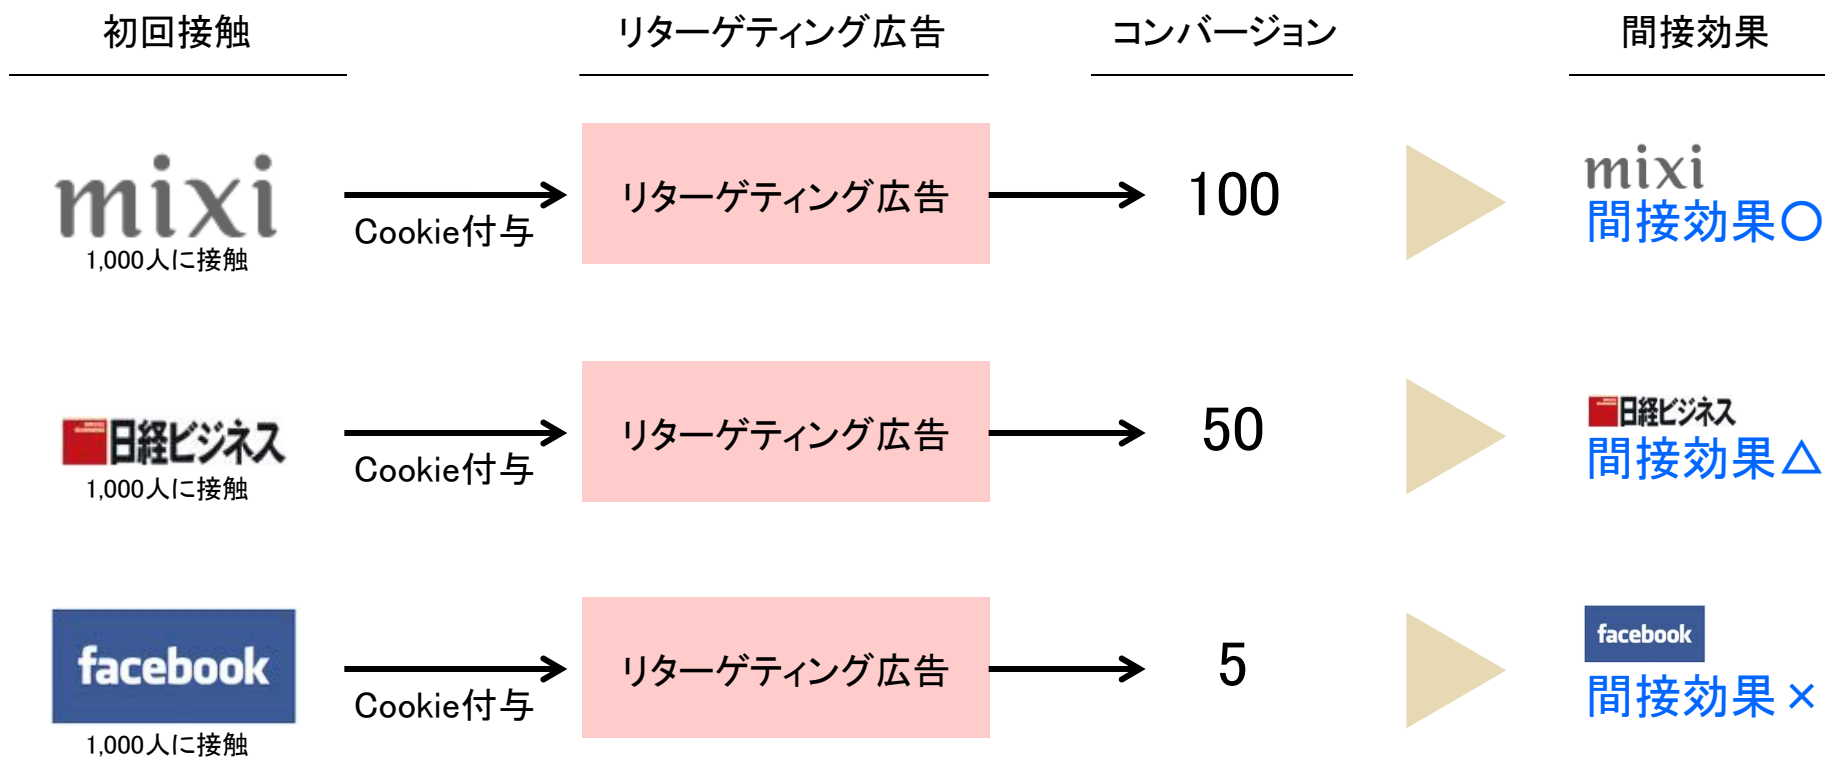 初回接触
リターゲティング広告
コンバージョン
間接効果
mixi
1,000人に接触
Cookie付与
リターゲティング広告
100
mixi
間接効果〇
日経ビジネス
1,000人に接触
Cookie付与
リターゲティング広告
50
日経ビジネス
間接効果△
facebook
1,000人に接触
Cookie付与
リターゲティング広告
5
facebook
間接効果×